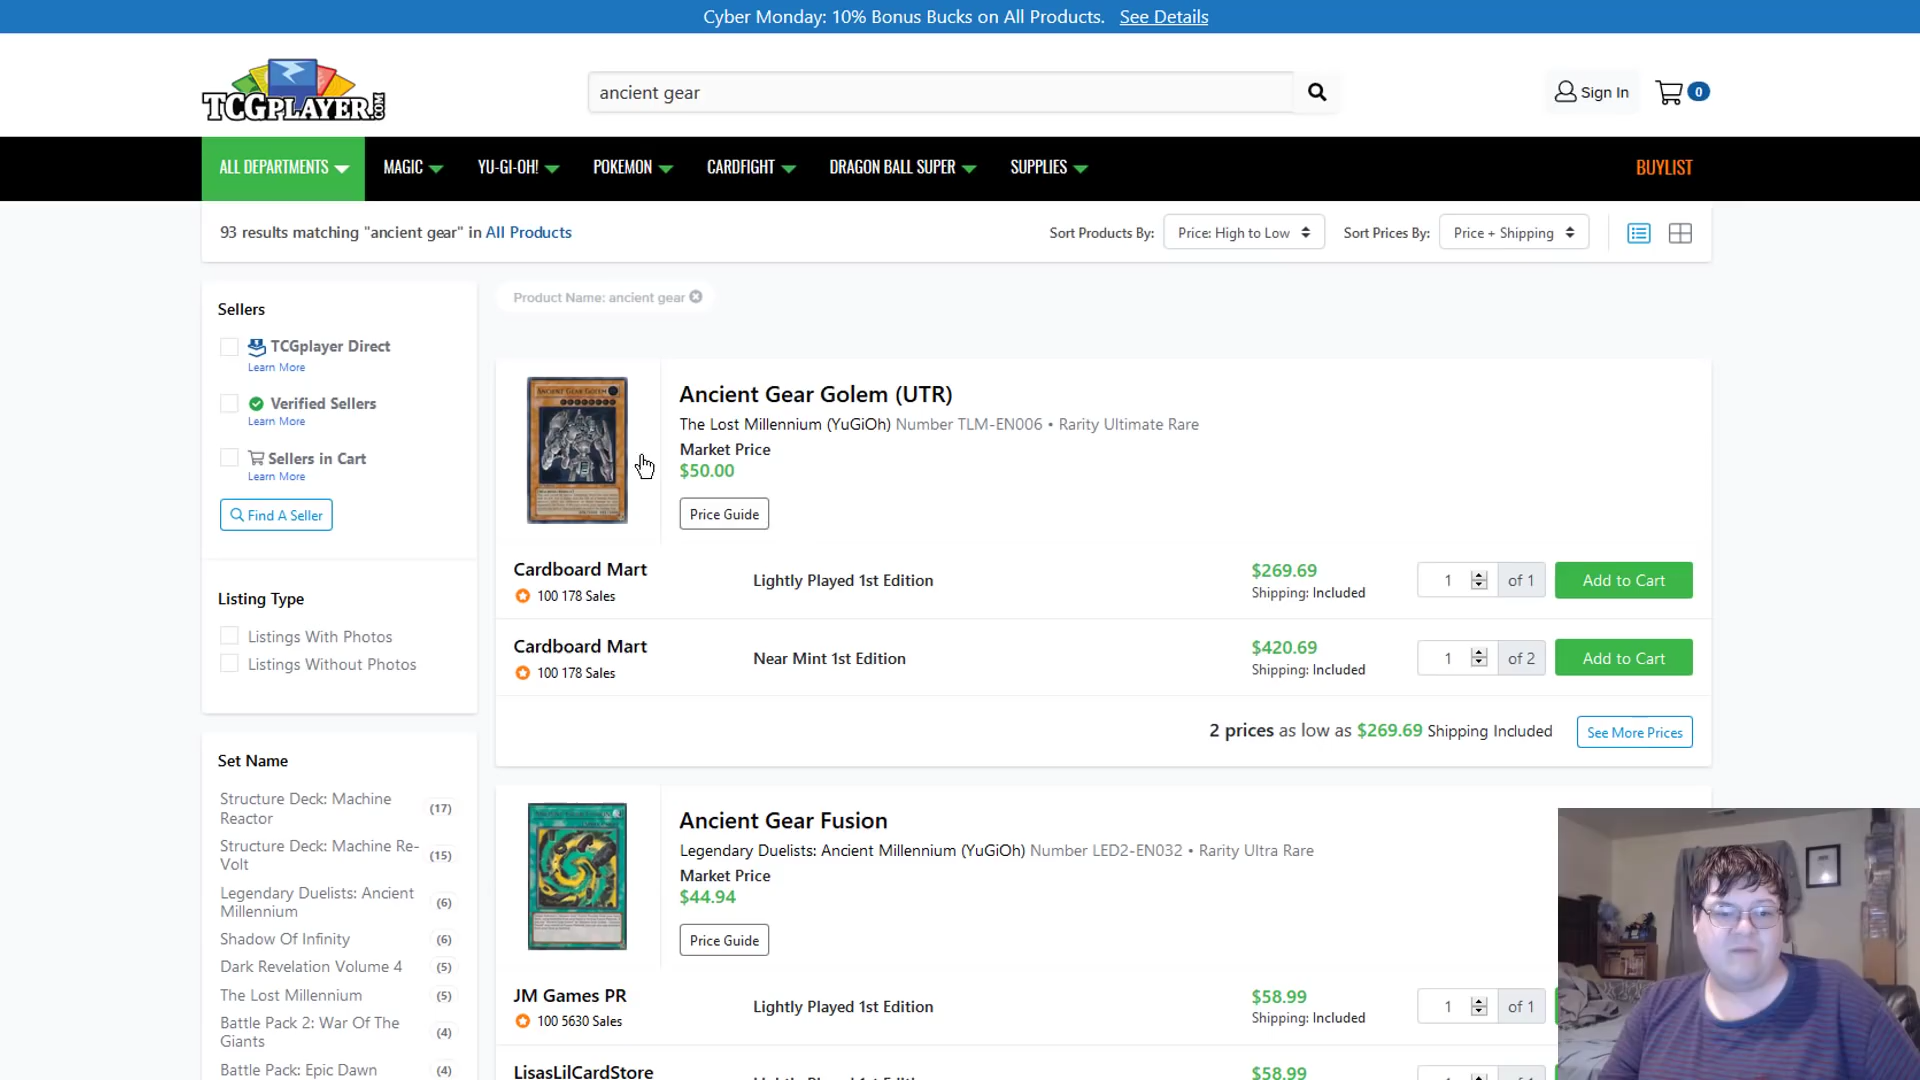 Cyber Monday: 10% Bonus Bucks on All Products. See Details
TCGPLAYER.COM
ancient gear
Sign In
0
ALL DEPARTMENTS MAGIC YU-GI-OH! POKEMON CARDFIGHT DRAGON BALL SUPER SUPPLIES BUYLIST
93 results matching "ancient gear" in All Products
Sort Products By: Price: High to Low
Sort Prices By: Price + Shipping
Sellers
TCGplayer Direct
Learn More
Verified Sellers
Learn More
Sellers in Cart
Learn More
Find A Seller
Listing Type
Listings With Photos
Listings Without Photos
Set Name
Structure Deck: Machine
Reactor (17)
Structure Deck: Machine Re-
Volt (15)
Legendary Duelists: Ancient
Millennium (6)
Shadow Of Infinity (6)
Dark Revelation Volume 4 (5)
The Lost Millennium (5)
Battle Pack 2: War Of The
Giants (4)
Battle Pack: Epic Dawn (4)
Product Name: ancient gear
ANCIENT GEAR GOLEM
Ancient Gear Golem (UTR)
The Lost Millennium (YuGiOh) Number TLM-EN006 • Rarity Ultimate Rare
Market Price
$50.00
Price Guide
Cardboard Mart
100 178 Sales
Lightly Played 1st Edition
$269.69
Shipping: Included
1 of 1
Add to Cart
Cardboard Mart
100 178 Sales
Near Mint 1st Edition
$420.69
Shipping: Included
1 of 2
Add to Cart
2 prices as low as $269.69 Shipping Included
See More Prices
Ancient Gear Fusion
Legendary Duelists: Ancient Millennium (YuGiOh) Number LED2-EN032 • Rarity Ultra Rare
Market Price
$44.94
Price Guide
JM Games PR
100 5630 Sales
Lightly Played 1st Edition
$58.99
Shipping: Included
1 of 1
LisasLilCardStore
$58.99